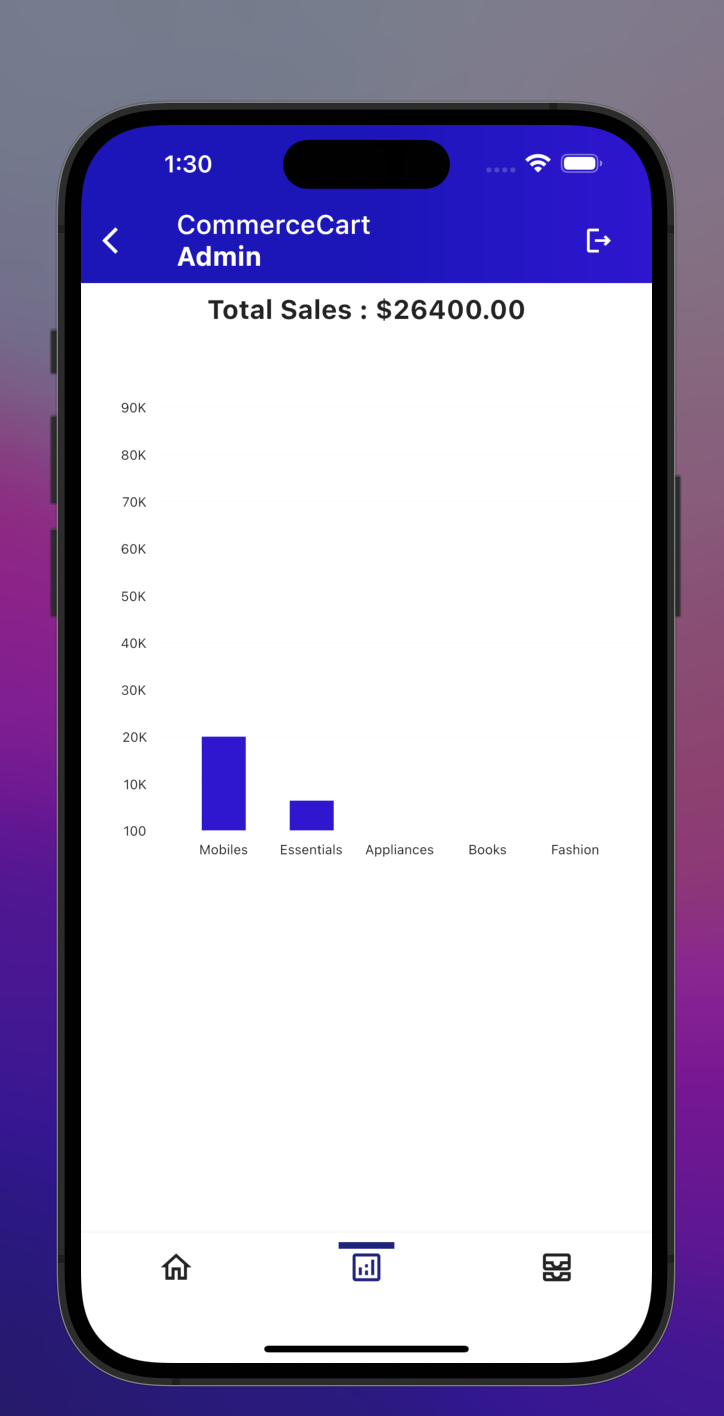 1:30
CommerceCart
Admin
Total Sales : $26400.00
90K
80K
70K
60K
50K
40K
30K
20K
10K
100
Mobiles Essentials Appliances Books Fashion